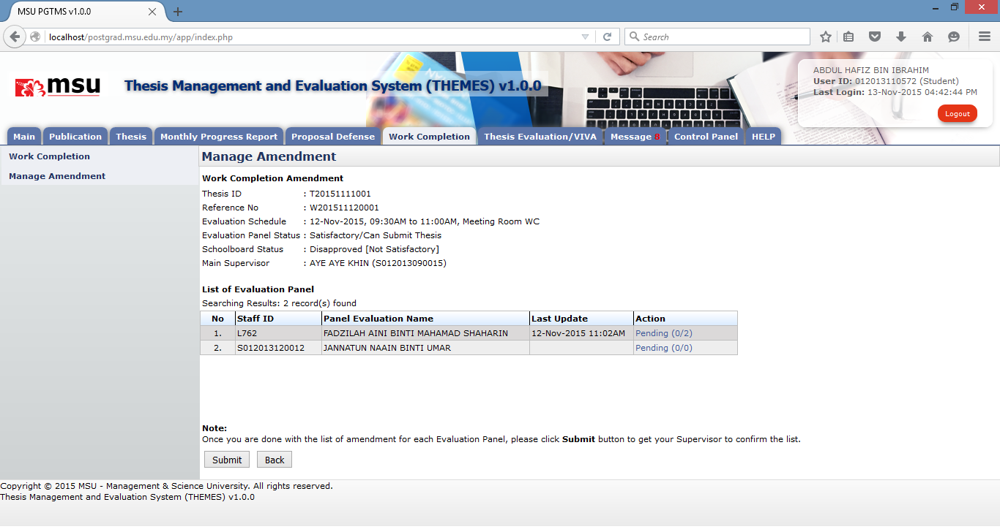 MSU PGTMS v1.0.0
localhost/postgrad.msu.edu.my/app/index.php
Search
msu
Thesis Management and Evaluation System (THEMES) v1.0.0
ABDUL HAFIZ BIN IBRAHIM
User ID: 012013110572 (Student)
Last Login: 13-Nov-2015 04:42:44 PM
Logout
Main Publication Thesis Monthly Progress Report Proposal Defense Work Completion Thesis Evaluation/VIVA Message 8 Control Panel HELP
Work Completion
Manage Amendment
Manage Amendment
Work Completion Amendment
Thesis ID : T20151111001
Reference No : W201511120001
Evaluation Schedule : 12-Nov-2015, 09:30AM to 11:00AM, Meeting Room WC
Evaluation Panel Status : Satisfactory/Can Submit Thesis
Schoolboard Status : Disapproved [Not Satisfactory]
Main Supervisor : AYE AYE KHIN (S012013090015)
List of Evaluation Panel
Searching Results: 2 record(s) found
No Staff ID Panel Evaluation Name Last Update Action
1. L762 FADZILAH AINI BINTI MAHAMAD SHAHARIN 12-Nov-2015 11:02AM Pending (0/2)
2. S012013120012 JANNATUN NAAIN BINTI UMAR Pending (0/0)
Note:
Once you are done with the list of amendment for each Evaluation Panel, please click Submit button to get your Supervisor to confirm the list.
Submit Back
Copyright © 2015 MSU - Management & Science University. All rights reserved.
Thesis Management and Evaluation System (THEMES) v1.0.0